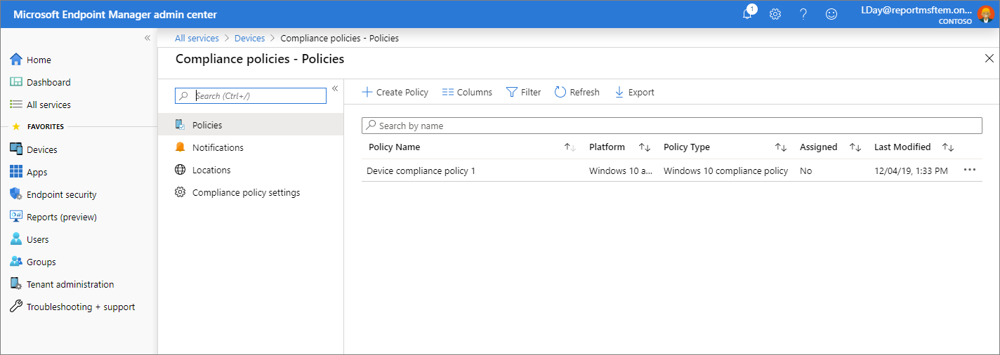 Microsoft Endpoint Manager admin center
1
LDay@reportmsftem.on...
CONTOSO
All services > Devices > Compliance policies - Policies
Compliance policies - Policies
Home
Dashboard
All services
FAVORITES
Devices
Apps
Endpoint security
Reports (preview)
Users
Groups
Tenant administration
Troubleshooting + support
Search (Ctrl+/)
Policies
Notifications
Locations
Compliance policy settings
Create Policy Columns Filter Refresh Export
Search by name
Policy Name Platform Policy Type Assigned Last Modified
Device compliance policy 1 Windows 10 a... Windows 10 compliance policy No 12/04/19, 1:33 PM